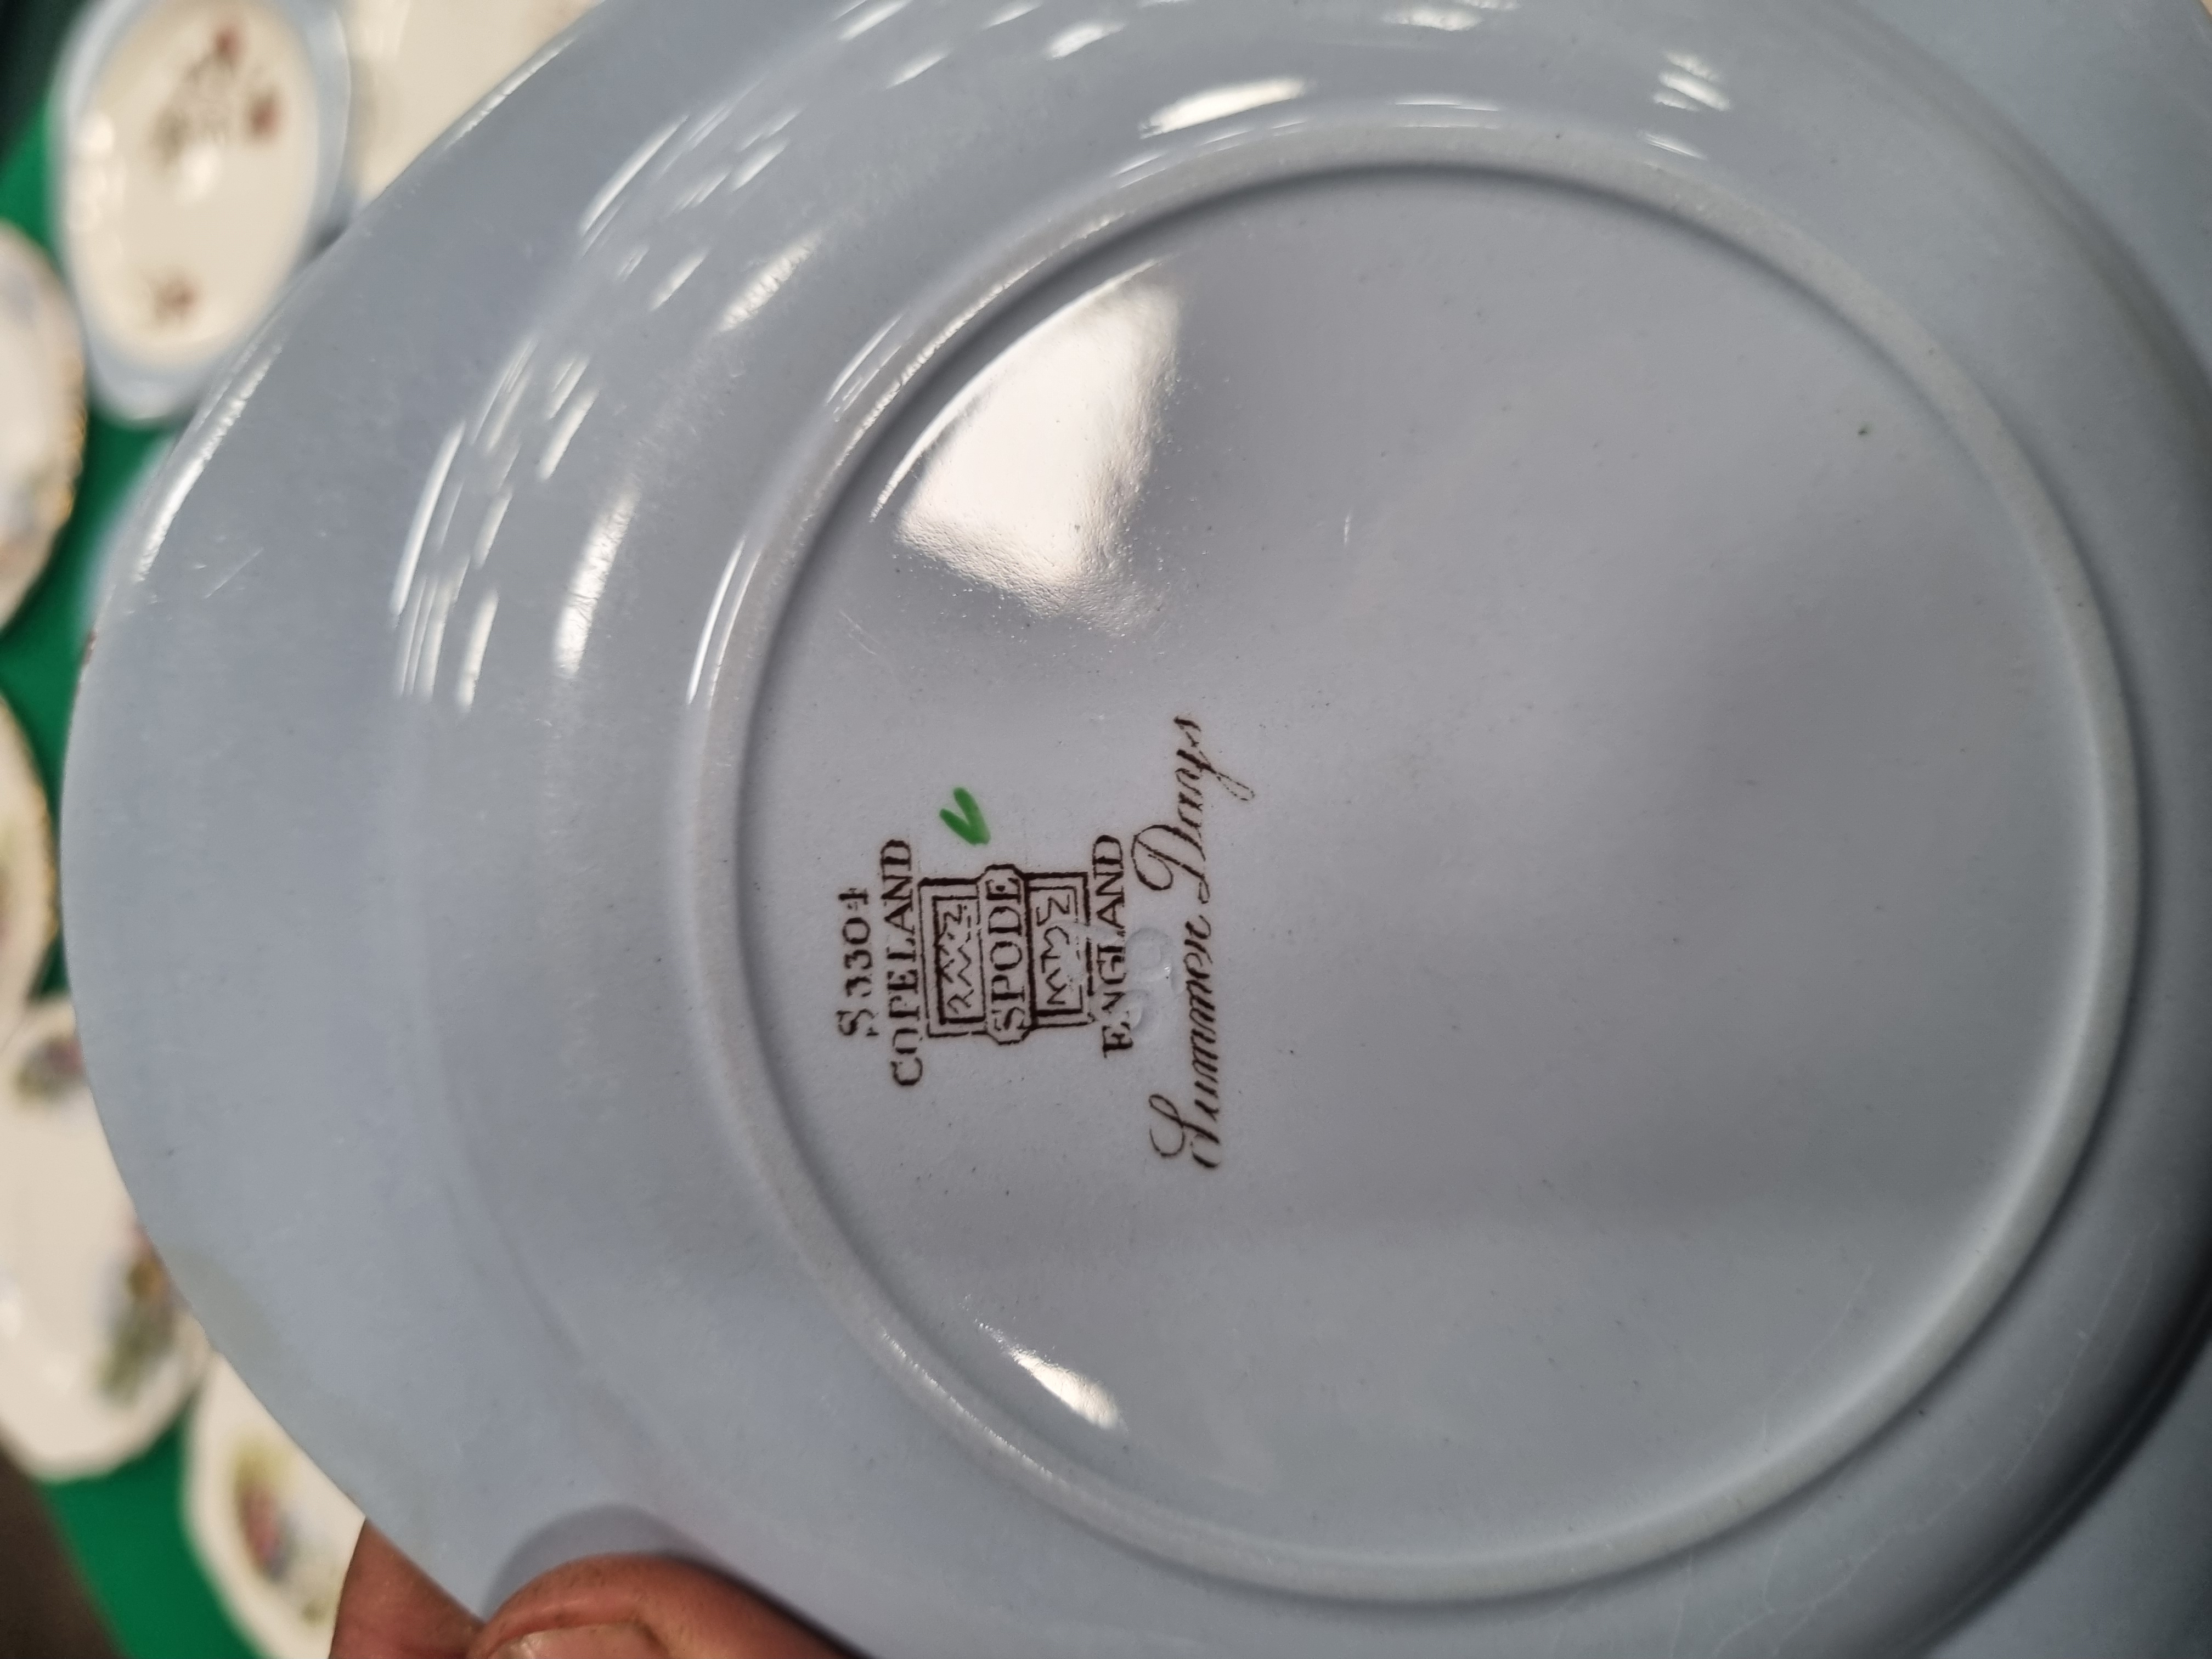 S 3304
COPELAND
SPODE
ENGLAND
Summer Days